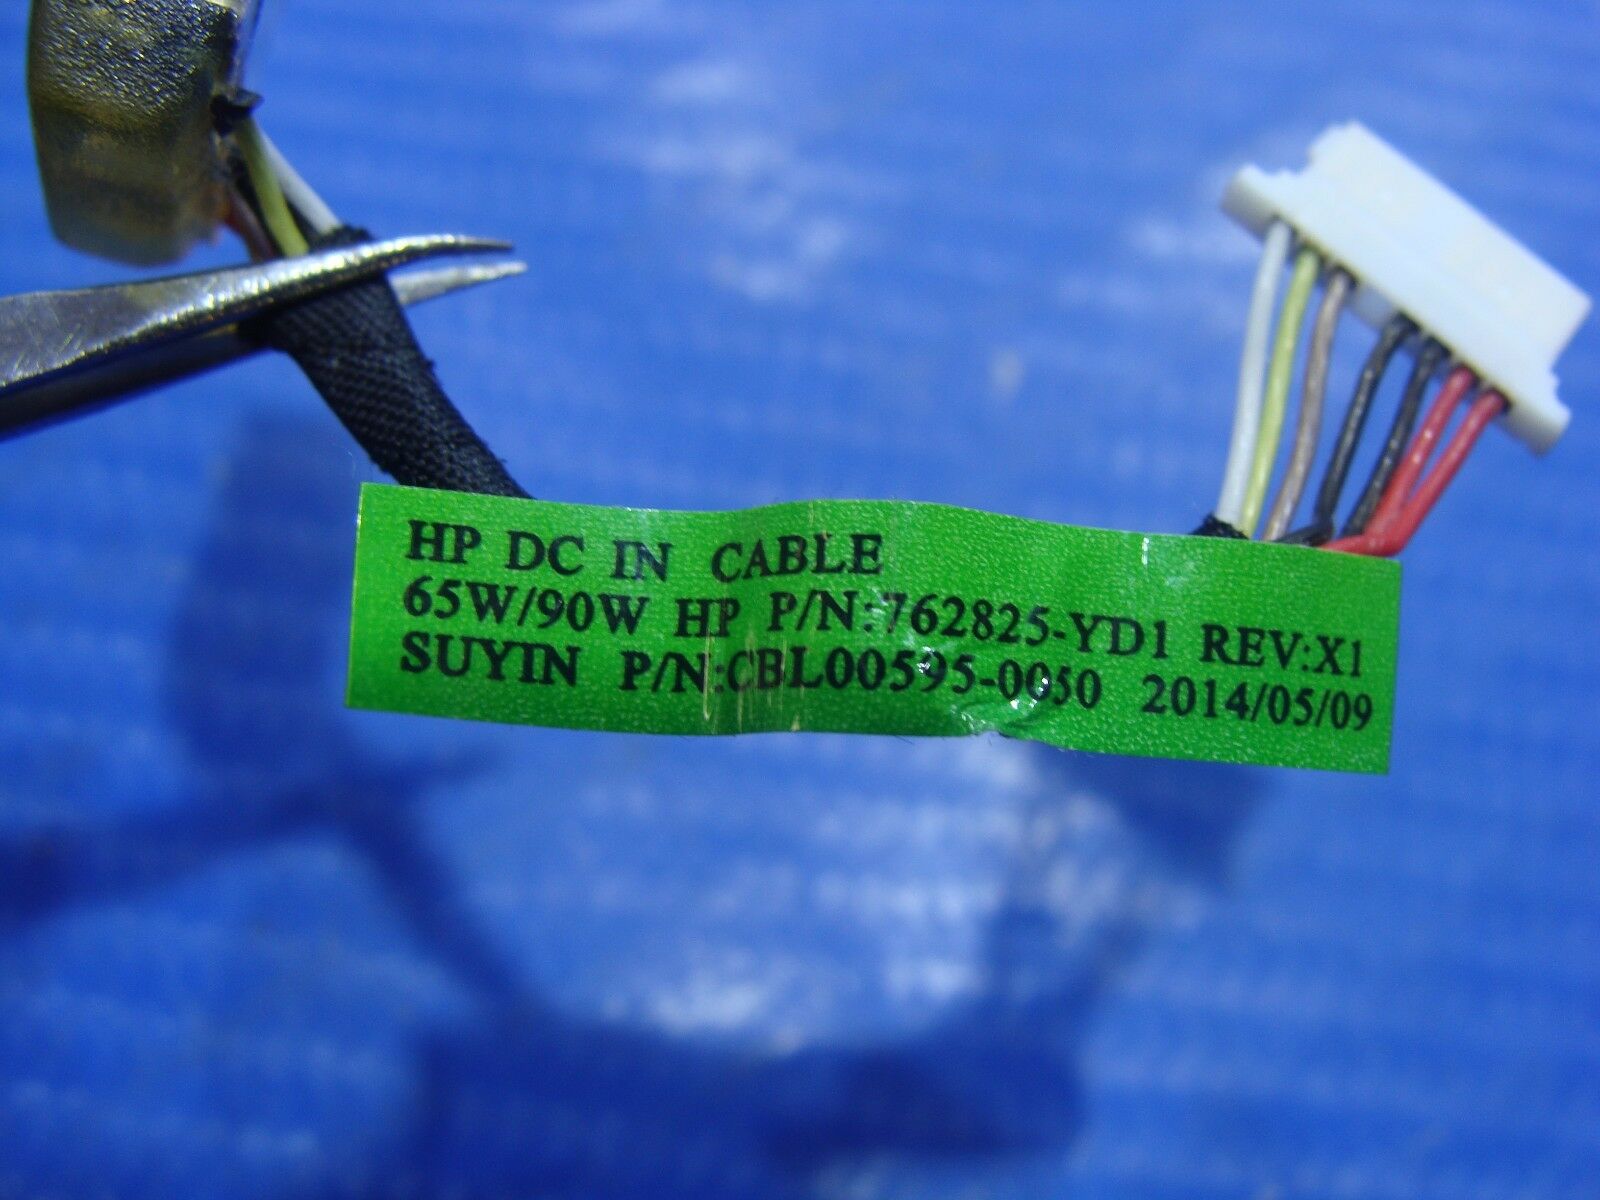 HP DC IN CABLE
65W/90W HP P/N:762825-YD1 REV:X1
SUYIN P/N:CBL00595-0050 2014/05/09